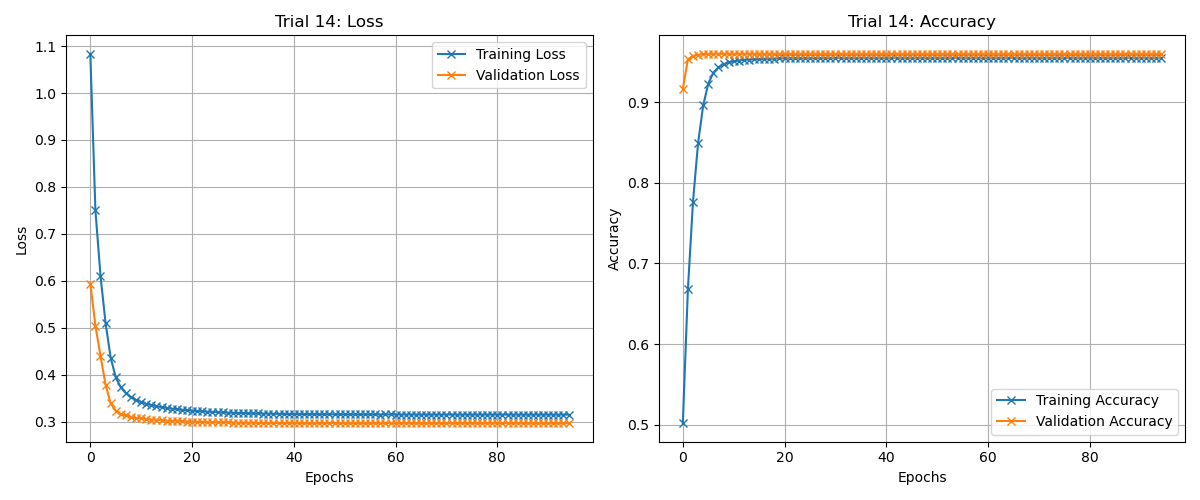 Trial 14: Loss
1.1
1.0
0.9
0.8
0.7
0.6
0.5
0.4
0.3
Loss
0
20
40
60
80
Epochs
Training Loss
Validation Loss
Trial 14: Accuracy
0.9
0.8
0.7
0.6
0.5
Accuracy
0
20
40
60
80
Epochs
Training Accuracy
Validation Accuracy